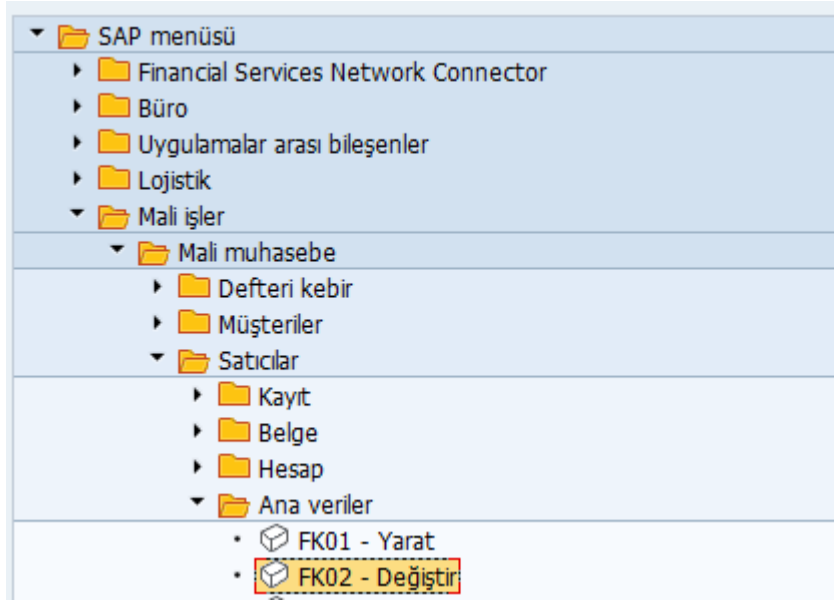 SAP menüsü
Financial Services Network Connector
Büro
Uygulamalar arası bileşenler
Lojistik
Mali işler
Mali muhasebe
Defteri kebir
Müşteriler
Satıcılar
Kayıt
Belge
Hesap
Ana veriler
FK01 - Yarat
FK02 - Değiştir